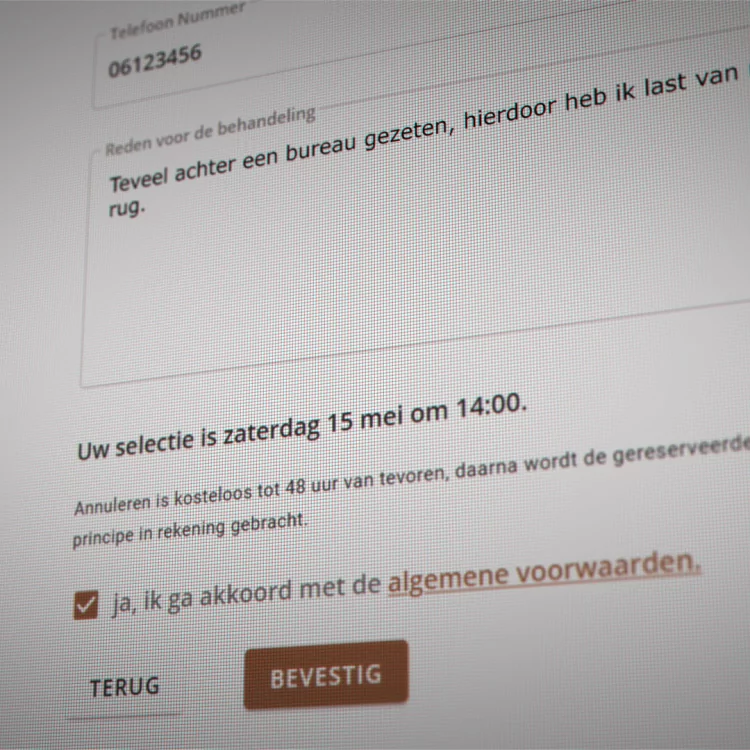 Telefoon Nummer
06123456
Reden voor de behandeling
Teveel achter een bureau gezeten, hierdoor heb ik last van
rug.
Uw selectie is zaterdag 15 mei om 14:00.
Annuleren is kosteloos tot 48 uur van tevoren, daarna wordt de gereserveerde
principe in rekening gebracht.
ja, ik ga akkoord met de algemene voorwaarden.
TERUG
BEVESTIG